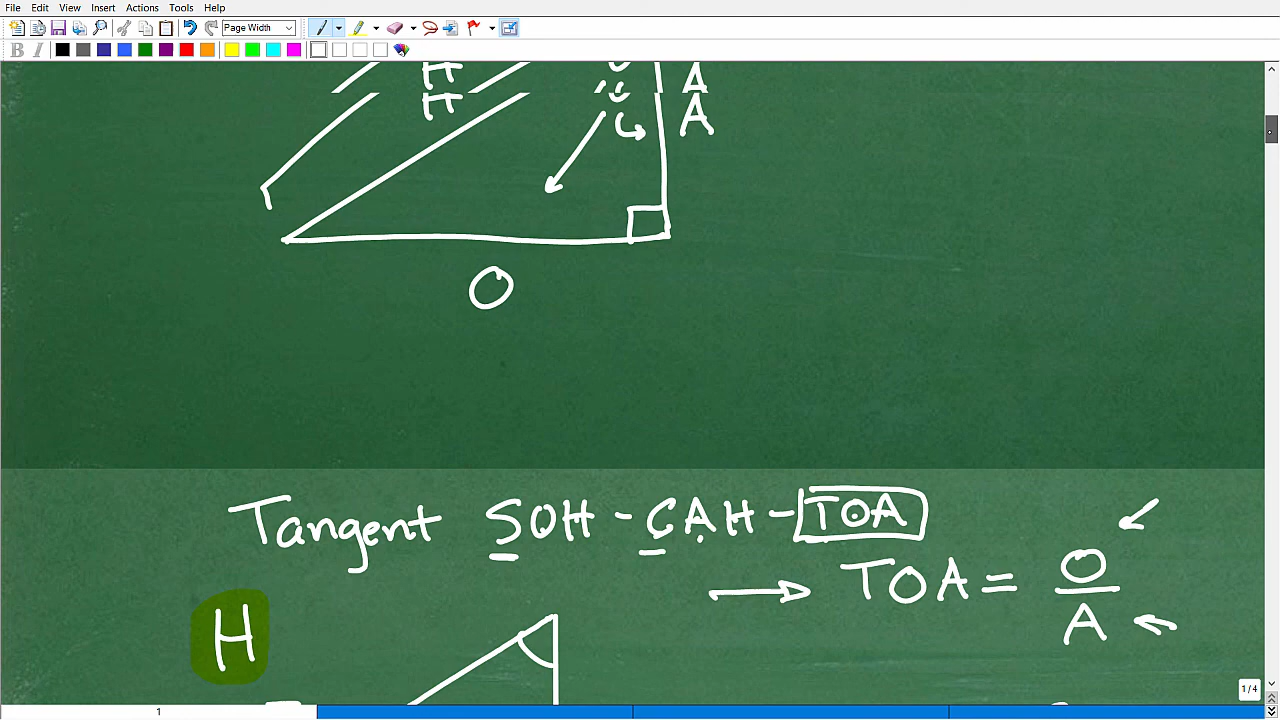 File Edit View Insert Actions Tools Help
Page Width
B I
H A
H A
O
Tangent SOH - CAH - TOA
TOA = O
A
H
1 / 4
1